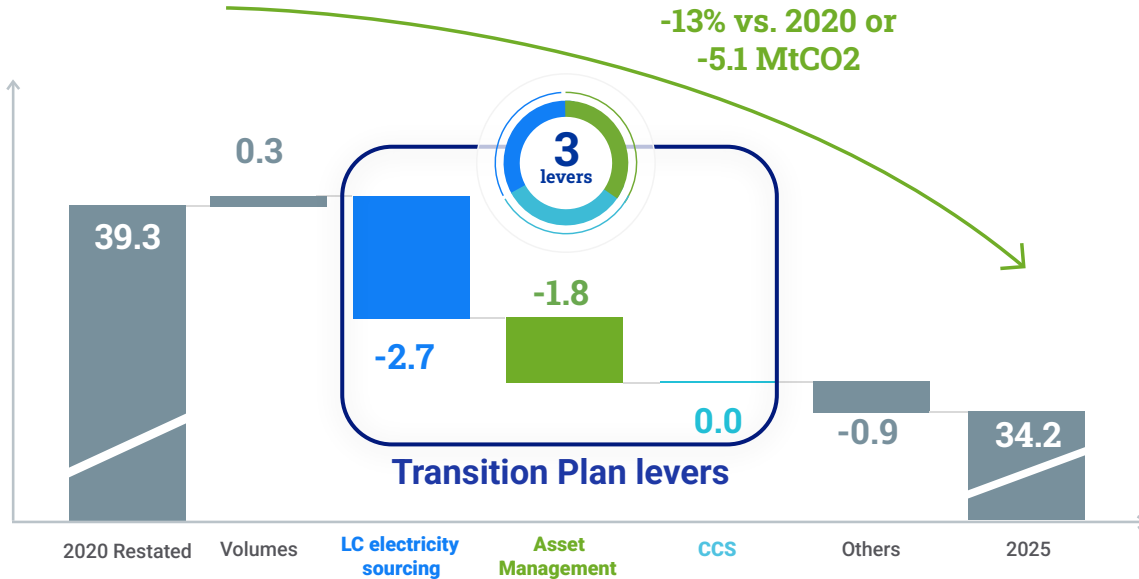 -13% vs. 2020 or
-5.1 MtCO2
3
levers
0.3
39.3
-1.8
-2.7
0.0
-0.9
34.2
Transition Plan levers
2020 Restated
Volumes
LC electricity
sourcing
Asset
Management
CCS
Others
2025